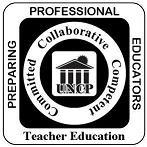 PREPARING
PROFESSIONAL
EDUCATORS
Committed
Collaborative
Competent
UNCP
Teacher Education